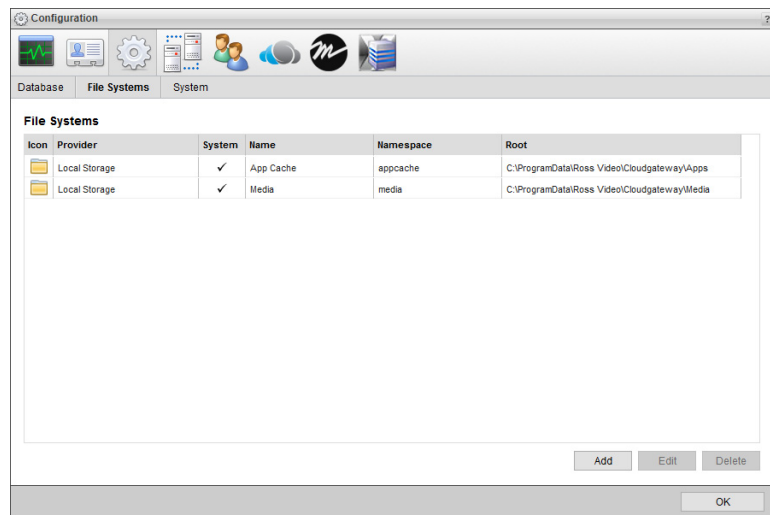 Configuration ?
Database File Systems System
File Systems
Icon Provider System Name Namespace Root
Local Storage ✓ App Cache appcache C:\ProgramData\Ross Video\Cloudgateway\Apps
Local Storage ✓ Media media C:\ProgramData\Ross Video\Cloudgateway\Media
Add Edit Delete
OK